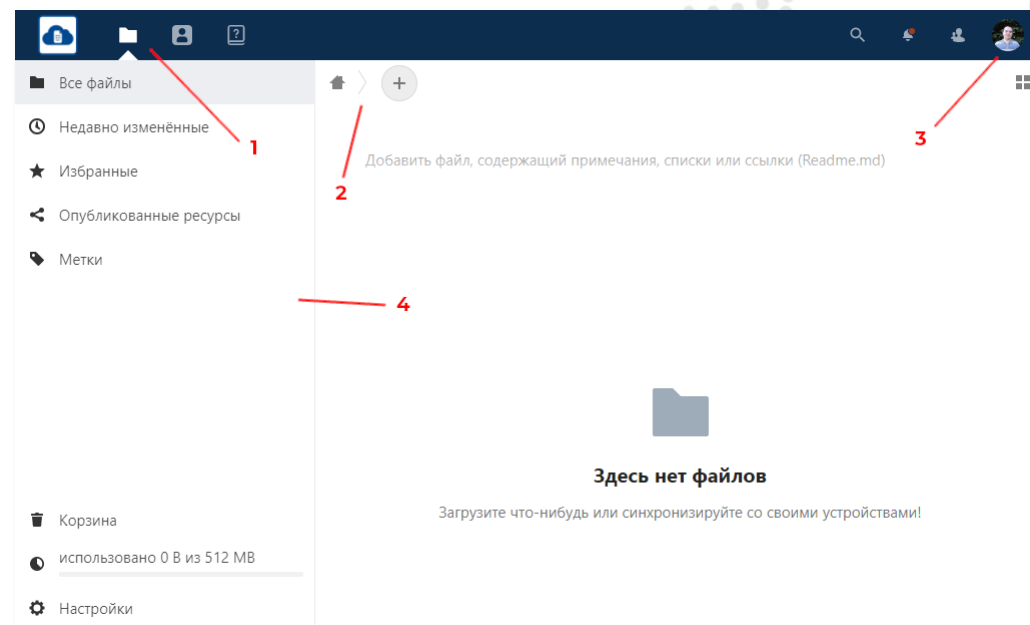 Все файлы
Недавно изменённые
1
3
Добавить файл, содержащий примечания, списки или ссылки (Readme.md)
Избранные
2
Опубликованные ресурсы
Метки
4
Здесь нет файлов
Загрузите что-нибудь или синхронизируйте со своими устройствами!
Корзина
использовано 0 B из 512 MB
Настройки